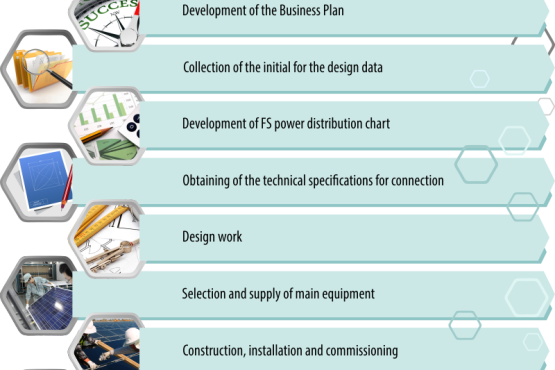 SUCCESS
Development of the Business Plan
Collection of the initial for the design data
Development of FS power distribution chart
Obtaining of the technical specifications for connection
Design work
Selection and supply of main equipment
Construction, installation and commissioning